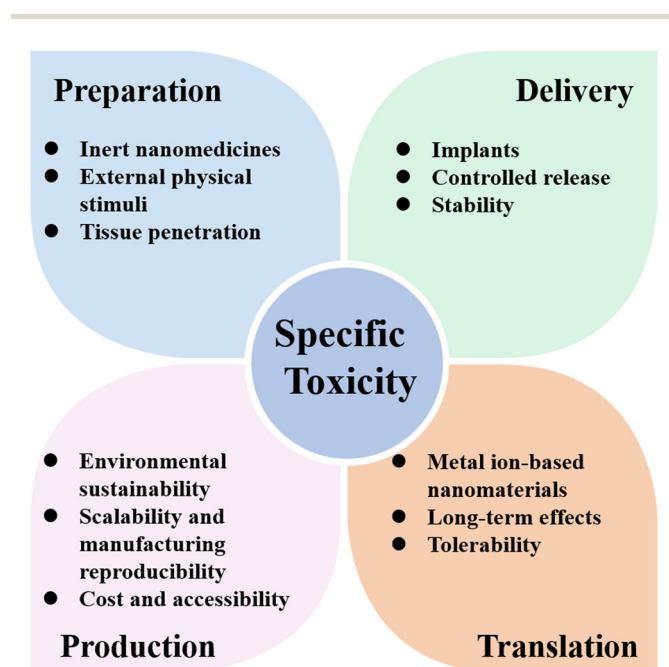 Preparation
● Inert nanomedicines
● External physical
stimuli
● Tissue penetration
Delivery
● Implants
● Controlled release
● Stability
Specific
Toxicity
● Environmental
sustainability
● Scalability and
manufacturing
reproducibility
● Cost and accessibility
Production
● Metal ion-based
nanomaterials
● Long-term effects
● Tolerability
Translation